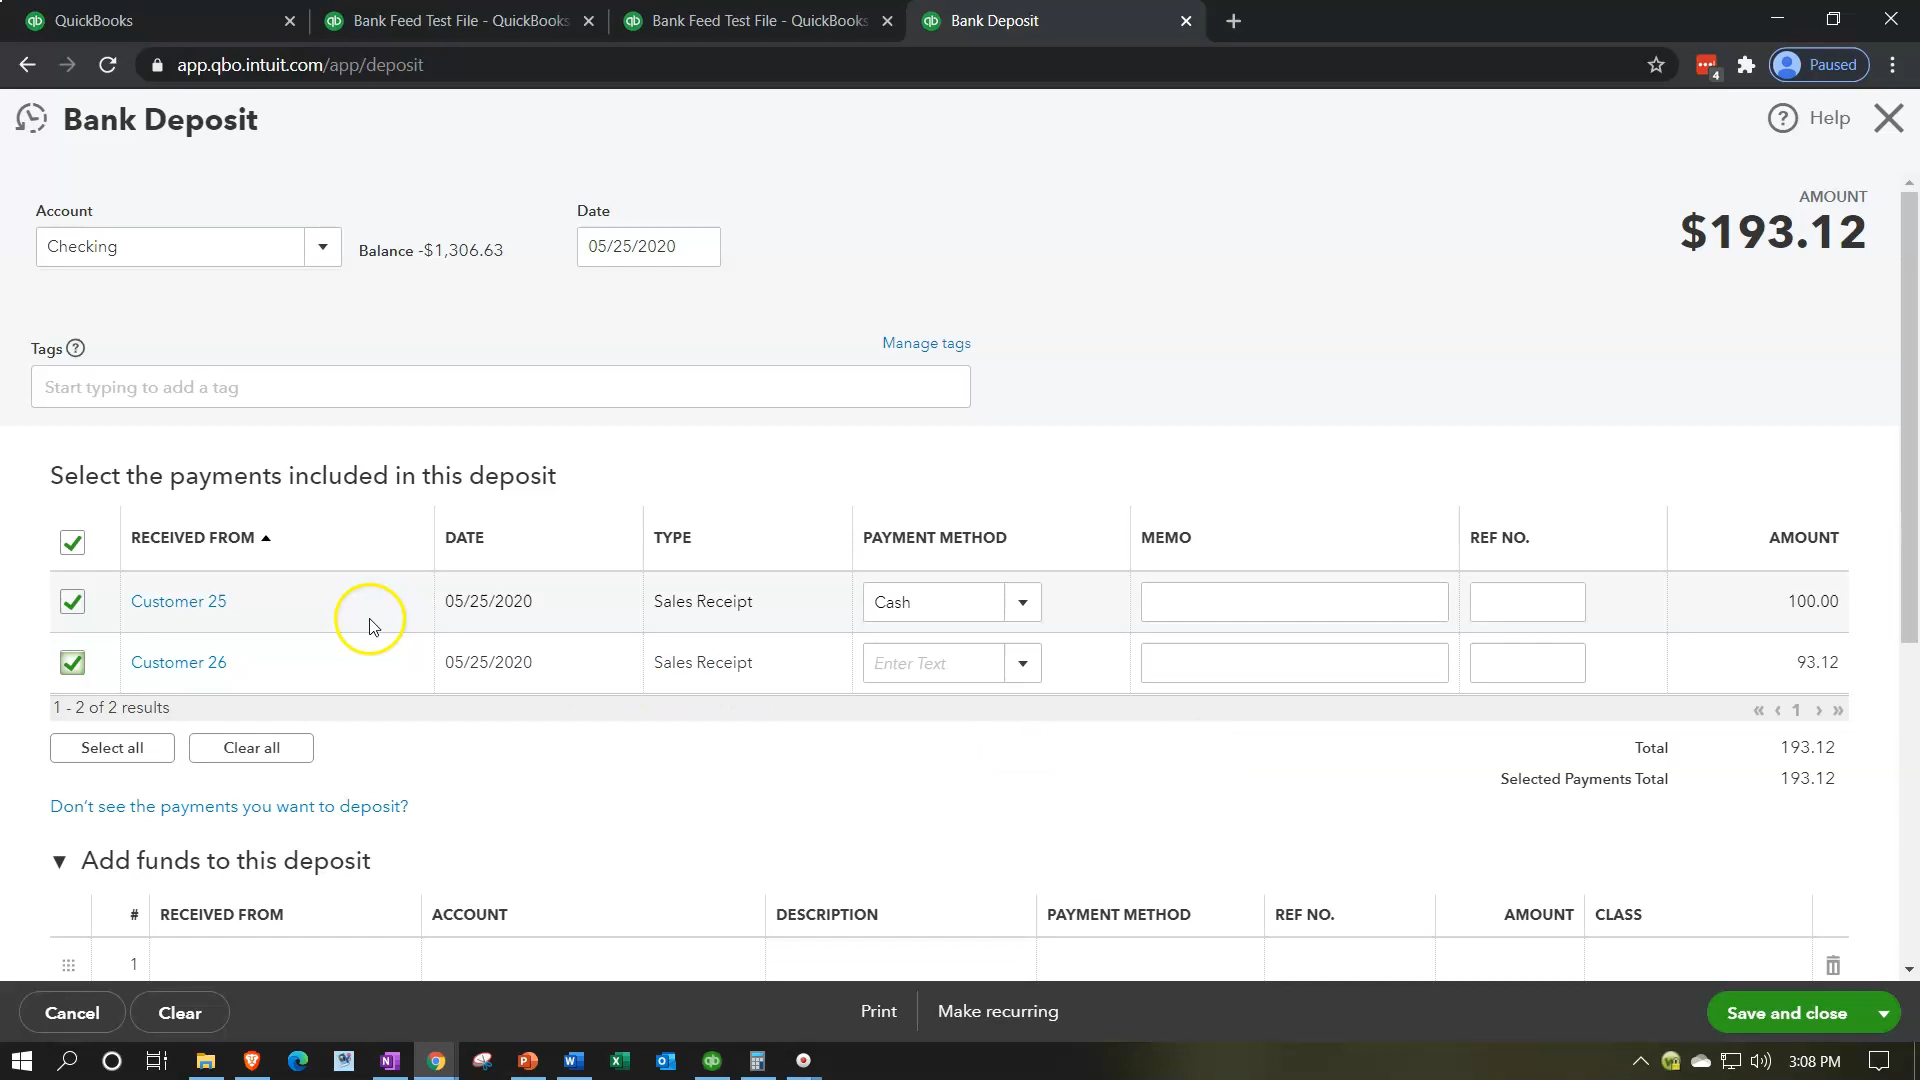 QuickBooks
Bank Feed Test File - QuickBooks
Bank Feed Test File - QuickBooks
Bank Deposit
app.qbo.intuit.com/app/deposit
4
Paused
Bank Deposit
? Help
Account
Date
AMOUNT
Checking
Balance -$1,306.63
05/25/2020
$193.12
Tags ?
Manage tags
Start typing to add a tag
Select the payments included in this deposit
RECEIVED FROM DATE TYPE PAYMENT METHOD MEMO REF NO. AMOUNT
Customer 25 05/25/2020 Sales Receipt Cash 100.00
Customer 26 05/25/2020 Sales Receipt Enter Text 93.12
1 - 2 of 2 results
« ‹ 1 › »
Select all Clear all
Total 193.12
Selected Payments Total 193.12
Don't see the payments you want to deposit?
Add funds to this deposit
# RECEIVED FROM ACCOUNT DESCRIPTION PAYMENT METHOD REF NO. AMOUNT CLASS
1
Cancel Clear Print Make recurring Save and close
3:08 PM